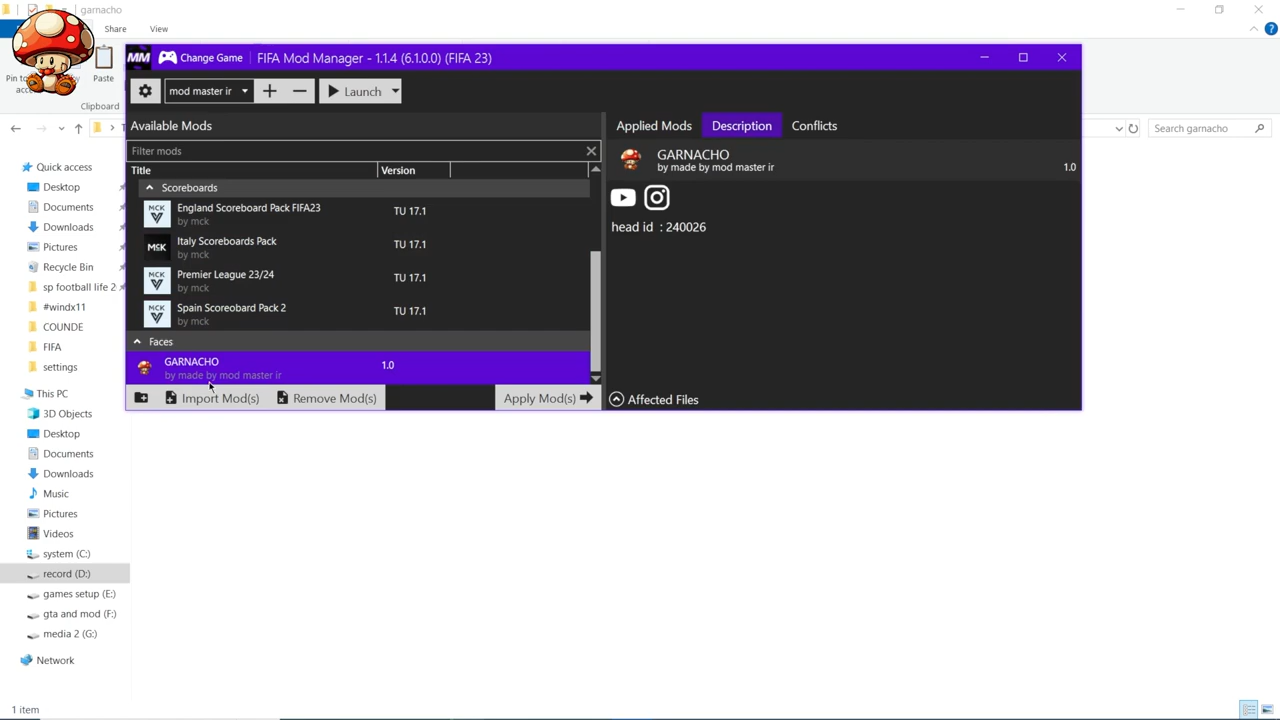 garnacho
Share
View
Paste
Clipboard
Search garnacho
MM
Change Game
FIFA Mod Manager - 1.1.4 (6.1.0.0) (FIFA 23)
mod master ir
Launch
Available Mods
Filter mods
Title
Version
Scoreboards
England Scoreboard Pack FIFA23
by mck
TU 17.1
Italy Scoreboards Pack
by mck
TU 17.1
Premier League 23/24
by mck
TU 17.1
Spain Scoreobard Pack 2
by mck
TU 17.1
Faces
GARNACHO
by made by mod master ir
1.0
Import Mod(s)
Remove Mod(s)
Apply Mod(s)
Applied Mods
Description
Conflicts
GARNACHO
by made by mod master ir
1.0
head id : 240026
Affected Files
Quick access
Desktop
Documents
Downloads
Pictures
Recycle Bin
sp football life 2
#windx11
COUNDE
FIFA
settings
This PC
3D Objects
Desktop
Documents
Downloads
Music
Pictures
Videos
system (C:)
record (D:)
games setup (E:)
gta and mod (F:)
media 2 (G:)
Network
1 item